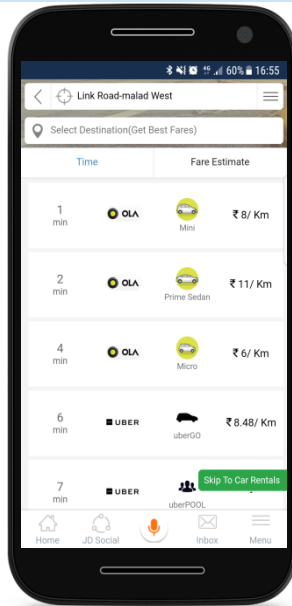 4G 60% 16:55
Link Road-malad West
Select Destination(Get Best Fares)
Time Fare Estimate
1 min OLA Mini ₹ 8/ Km
2 min OLA Prime Sedan ₹ 11/ Km
4 min OLA Micro ₹ 6/ Km
6 min UBER uberGO ₹ 8.48/ Km
7 min UBER uberPOOL
Skip To Car Rentals
Home JD Social Inbox Menu